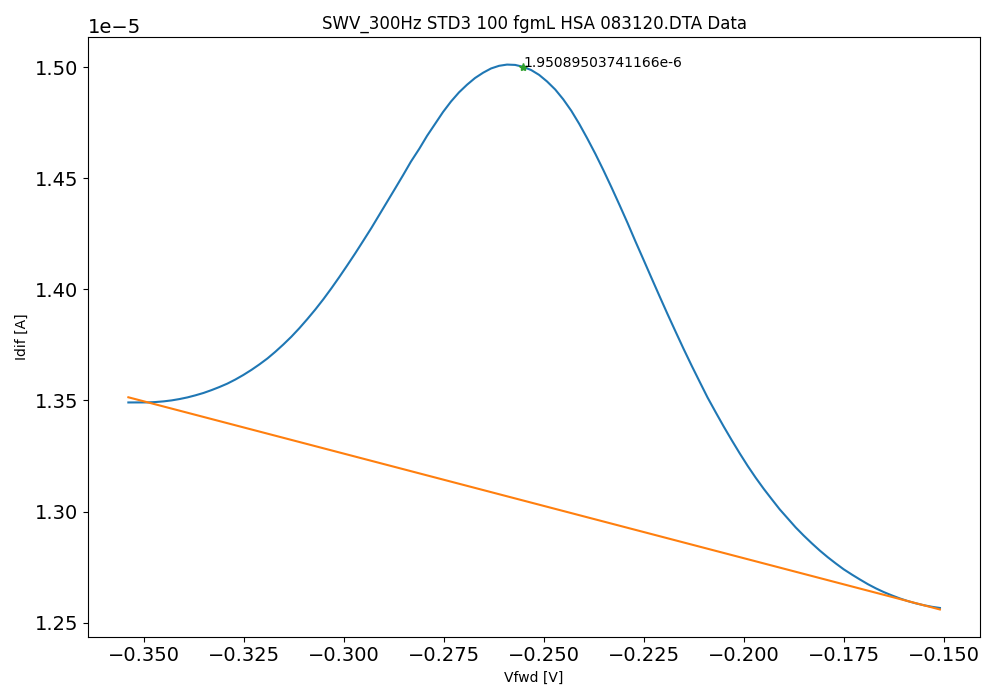 SWV_300Hz STD3 100 fgmL HSA 083120.DTA Data
1e−5
1.95089503741166e-6
1.50
1.45
1.40
1.35
1.30
1.25
Idif [A]
−0.350 −0.325 −0.300 −0.275 −0.250 −0.225 −0.200 −0.175 −0.150
Vfwd [V]